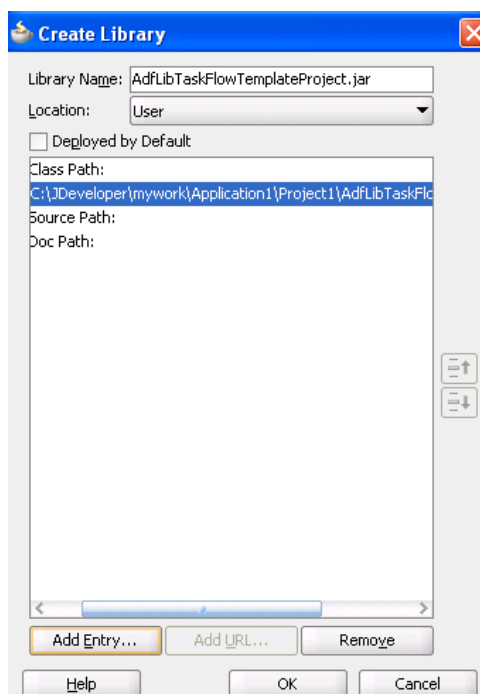 Create Library
Library Name: AdfLibTaskFlowTemplateProject.jar
Location: User
Deployed by Default
Class Path:
C:\JDeveloper\mywork\Application1\Project1\AdfLibTaskFlo
Source Path:
Doc Path:
Add Entry... Add URL... Remove
Help OK Cancel